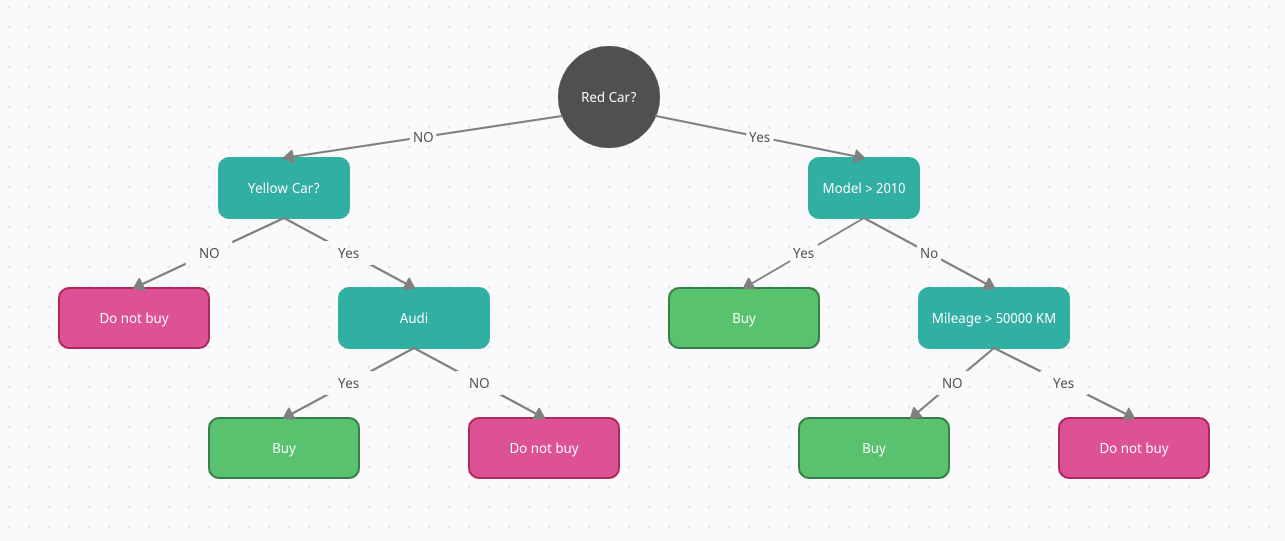 Red Car?
NO
Yes
Yellow Car?
Model > 2010
NO
Yes
Yes
No
Do not buy
Audi
Buy
Mileage > 50000 KM
Yes
NO
NO
Yes
Buy
Do not buy
Buy
Do not buy